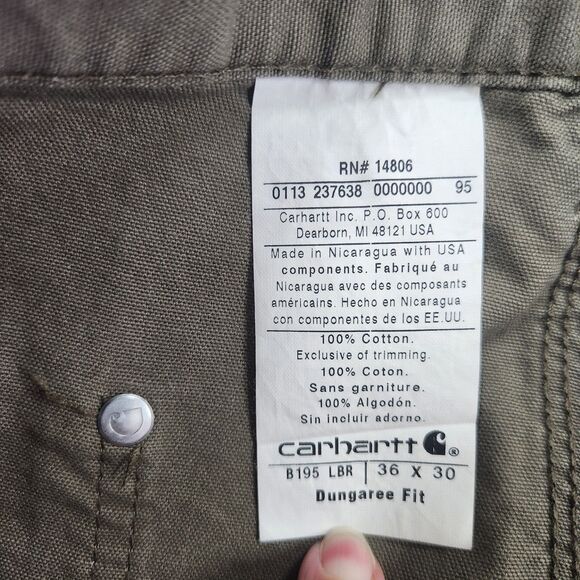 RN# 14806
0113 237638 0000000 95
Carhartt Inc. P.O. Box 600
Dearborn, MI 48121 USA
Made in Nicaragua with USA
components. Fabriqué au
Nicaragua avec des composants
américains. Hecho en Nicaragua
con componentes de los EE.UU.
100% Cotton.
Exclusive of trimming.
100% Coton.
Sans garniture.
100% Algodón.
Sin incluir adorno.
carhartt ®
B195 LBR 36 X 30
Dungaree Fit